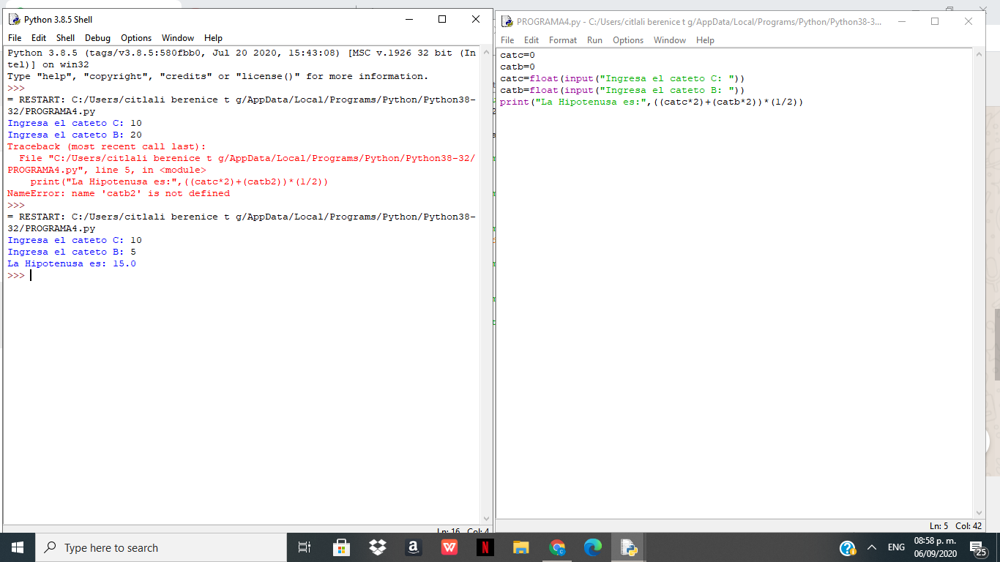 Python 3.8.5 Shell
File Edit Shell Debug Options Window Help
Python 3.8.5 (tags/v3.8.5:580fbb0, Jul 20 2020, 15:43:08) [MSC v.1926 32 bit (In
tel)] on win32
Type "help", "copyright", "credits" or "license()" for more information.
>>>
= RESTART: C:/Users/citlali berenice t g/AppData/Local/Programs/Python/Python38-
32/PROGRAMA4.py
Ingresa el cateto C: 10
Ingresa el cateto B: 20
Traceback (most recent call last):
  File "C:/Users/citlali berenice t g/AppData/Local/Programs/Python/Python38-32/
PROGRAMA4.py", line 5, in <module>
    print("La Hipotenusa es:",((catc*2)+(catb2))*(1/2))
NameError: name 'catb2' is not defined
>>>
= RESTART: C:/Users/citlali berenice t g/AppData/Local/Programs/Python/Python38-
32/PROGRAMA4.py
Ingresa el cateto C: 10
Ingresa el cateto B: 5
La Hipotenusa es: 15.0
>>>
Ln: 16 Col: 4
PROGRAMA4.py - C:/Users/citlali berenice t g/AppData/Local/Programs/Python/Python38-3...
File Edit Format Run Options Window Help
catc=0
catb=0
catc=float(input("Ingresa el cateto C: "))
catb=float(input("Ingresa el cateto B: "))
print("La Hipotenusa es:",((catc*2)+(catb*2))*(1/2))
Ln: 5 Col: 42
Type here to search
ENG
08:58 p. m.
06/09/2020
25